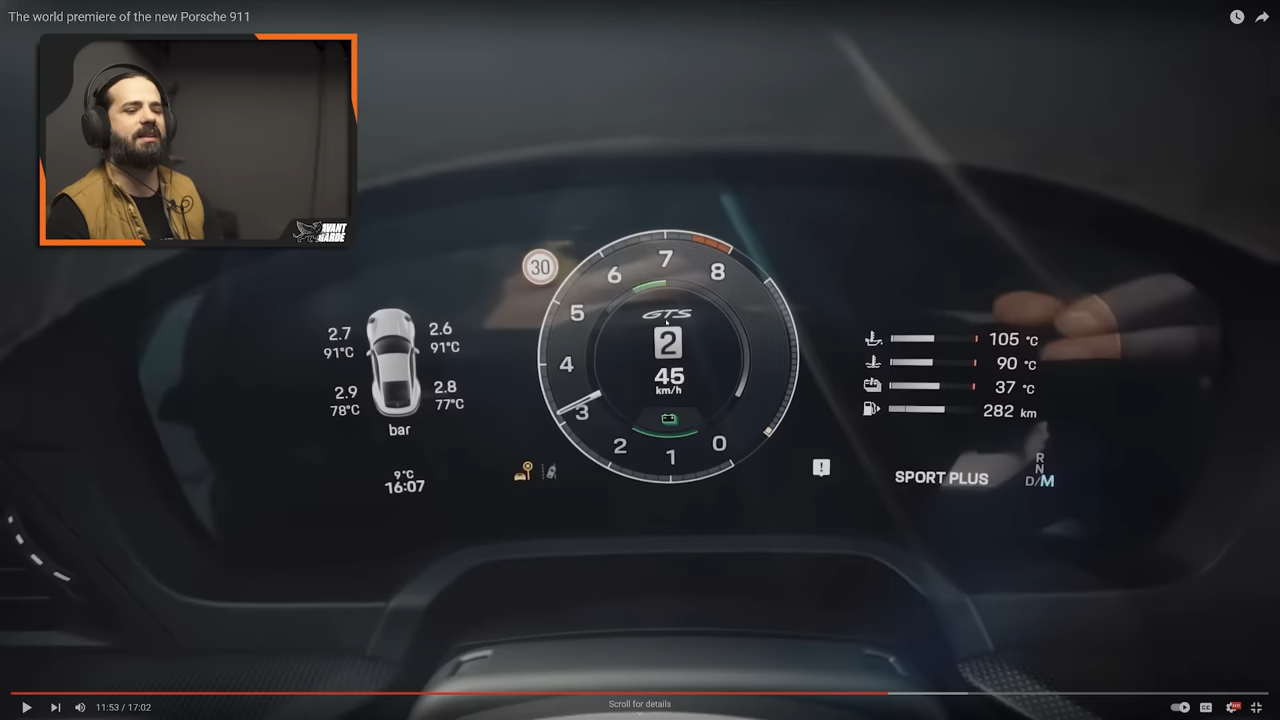 The world premiere of the new Porsche 911
AVANT
GARDE
30
2.7
91°C
2.6
91°C
2.9
78°C
2.8
77°C
bar
9°C
16:07
0
1
2
3
4
5
6
7
8
GTS
2
45
km/h
105 °C
90 °C
37 °C
282 km
!
SPORT PLUS
R
N
D/M
11:53 / 17:02
Scroll for details
CC
HD